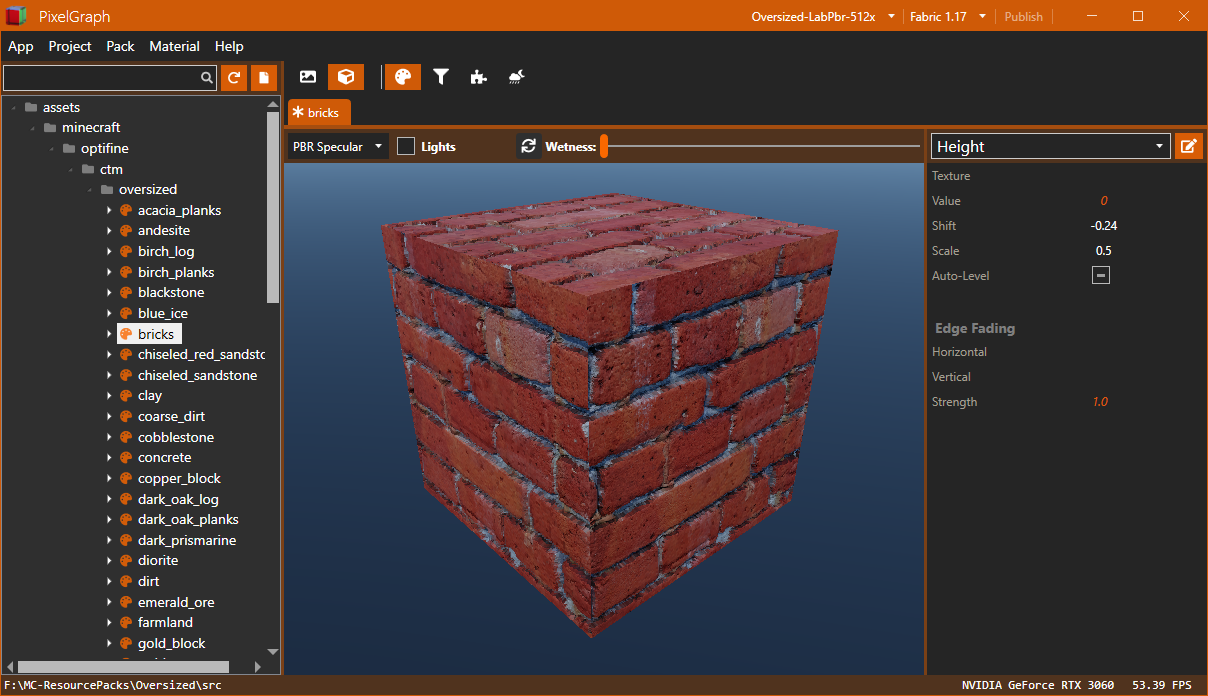 PixelGraph
Oversized-LabPbr-512x
Fabric 1.17
Publish
App Project Pack Material Help
assets
minecraft
optifine
ctm
oversized
acacia_planks
andesite
birch_log
birch_planks
blackstone
blue_ice
bricks
chiseled_red_sandsto
chiseled_sandstone
clay
coarse_dirt
cobblestone
concrete
copper_block
dark_oak_log
dark_oak_planks
dark_prismarine
diorite
dirt
emerald_ore
farmland
gold_block
bricks
PBR Specular
Lights
Wetness:
Height
Texture
Value 0
Shift -0.24
Scale 0.5
Auto-Level
Edge Fading
Horizontal
Vertical
Strength 1.0
F:\MC-ResourcePacks\Oversized\src
NVIDIA GeForce RTX 3060 53.39 FPS